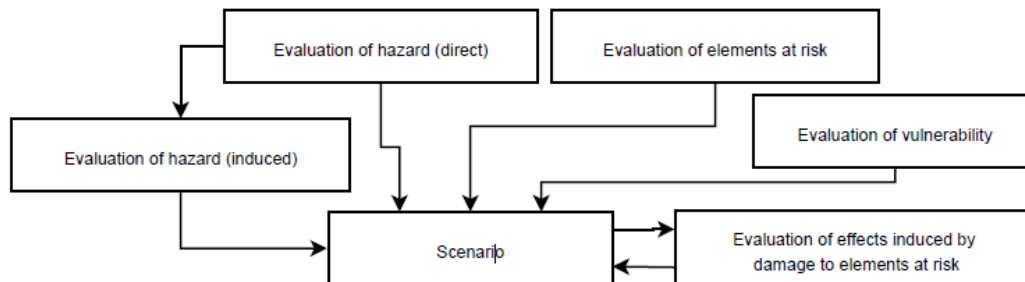 Evaluation of hazard (direct)
Evaluation of elements at risk
Evaluation of vulnerability
Evaluation of hazard (induced)
Scenario
Evaluation of effects induced by
damage to elements at risk